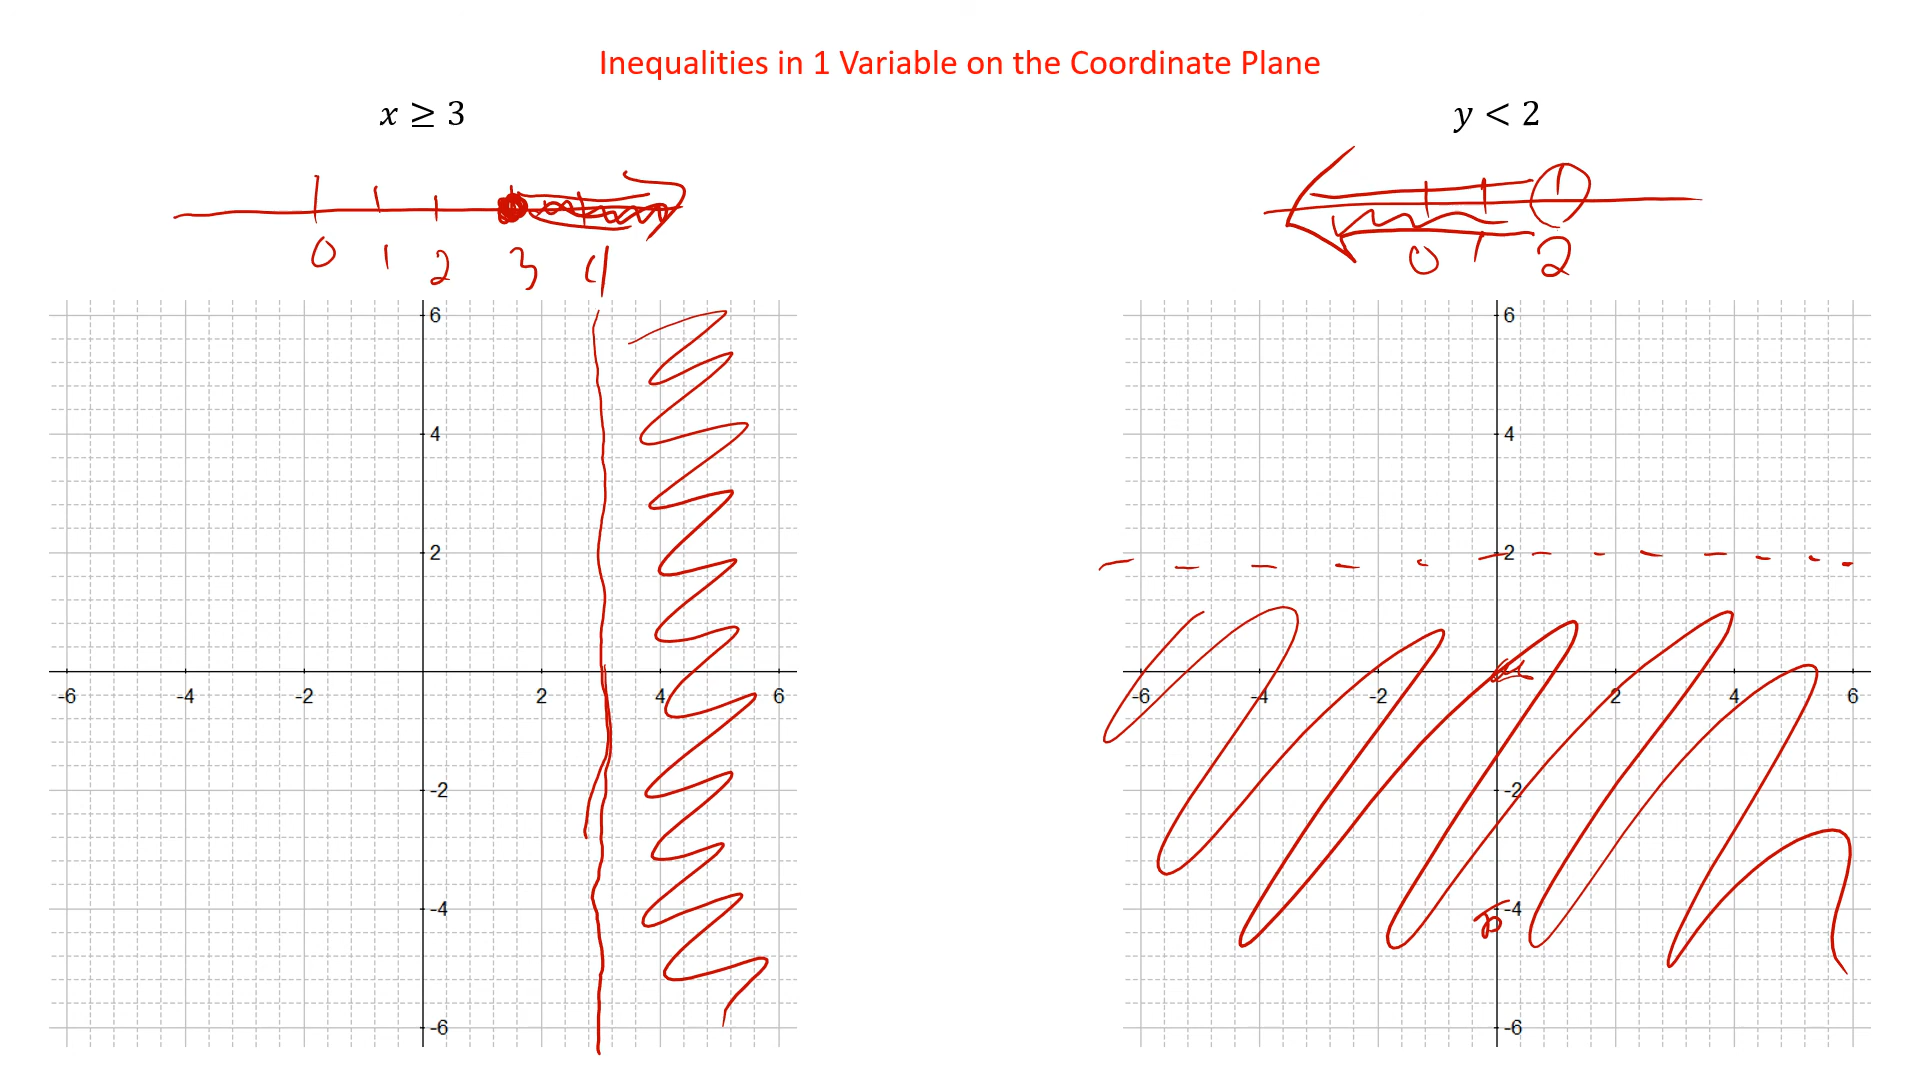 Inequalities in 1 Variable on the Coordinate Plane
x ≥ 3
y < 2
0 1 2 3 4
0 1 2
6
4
2
-6 -4 -2 2 4 6
-2
-4
-6
6
4
2
-6 -4 -2 2 4 6
-2
-4
-6